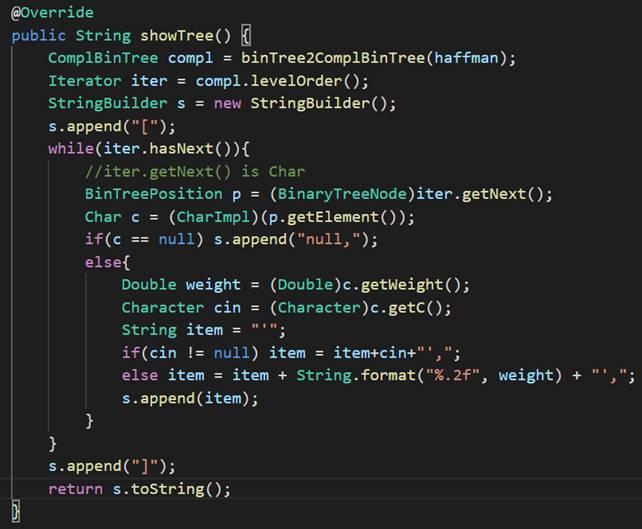 @Override
public String showTree() {
    ComplBinTree compl = binTree2ComplBinTree(haffman);
    Iterator iter = compl.levelOrder();
    StringBuilder s = new StringBuilder();
    s.append("[");
    while(iter.hasNext()){
        //iter.getNext() is Char
        BinTreePosition p = (BinaryTreeNode)iter.getNext();
        Char c = (CharImpl)(p.getElement());
        if(c == null) s.append("null,");
        else{
            Double weight = (Double)c.getWeight();
            Character cin = (Character)c.getC();
            String item = "'";
            if(cin != null) item = item+cin+"',";
            else item = item + String.format("%.2f", weight) + "',";
            s.append(item);
        }
    }
    s.append("]");
    return s.toString();
}